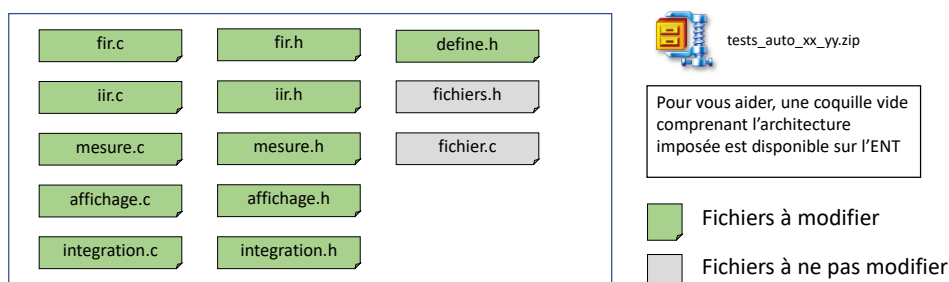 fir.c
fir.h
define.h
iir.c
iir.h
fichiers.h
mesure.c
mesure.h
fichier.c
affichage.c
affichage.h
integration.c
integration.h
tests_auto_xx_yy.zip
Pour vous aider, une coquille vide
comprenant l’architecture
imposée est disponible sur l’ENT
Fichiers à modifier
Fichiers à ne pas modifier